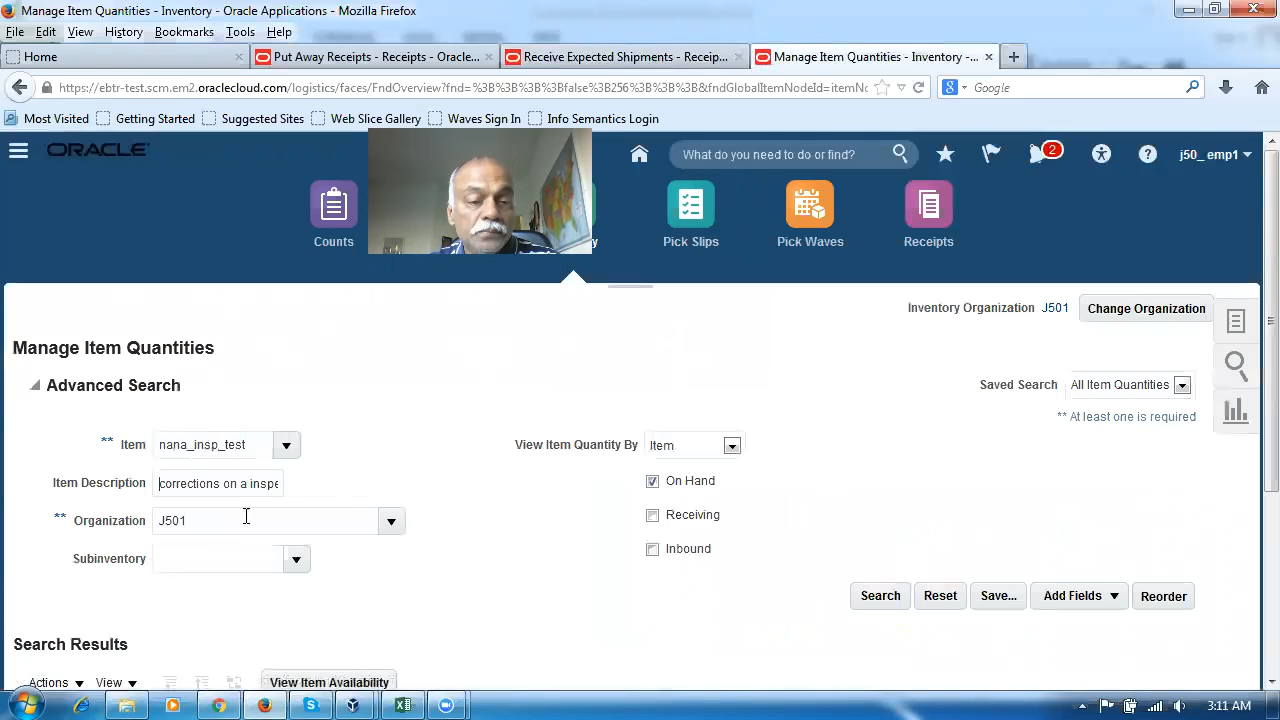 Manage Item Quantities - Inventory - Oracle Applications - Mozilla Firefox
File Edit View History Bookmarks Tools Help
Home Put Away Receipts - Receipts - Oracle... Receive Expected Shipments - Receip... Manage Item Quantities - Inventory -...
https://ebtr-test.scm.em2.oraclecloud.com/logistics/faces/FndOverview?fnd=%3B%3B%3B%3Bfalse%3B256%3B%3B%3B&fndGlobalItemNodeId=itemNo Google
Most Visited Getting Started Suggested Sites Web Slice Gallery Waves Sign In Info Semantics Login
ORACLE What do you need to do or find? 2 j50_emp1
Counts Pick Slips Pick Waves Receipts
Inventory Organization J501 Change Organization
Manage Item Quantities
Advanced Search Saved Search All Item Quantities
** At least one is required
** Item nana_insp_test View Item Quantity By Item
Item Description corrections on a inspe On Hand
** Organization J501 Receiving
Subinventory Inbound
Search Reset Save... Add Fields Reorder
Search Results
Actions View View Item Availability
3:11 AM